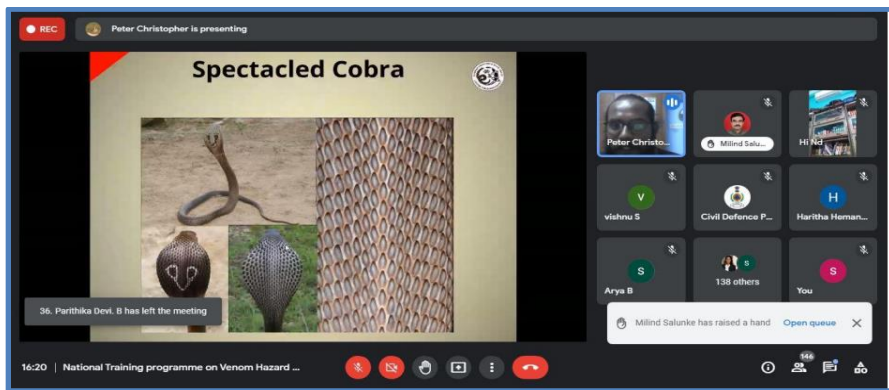 REC
Peter Christopher is presenting
Spectacled Cobra
Peter Christo...
Milind Salu...
Hi Nd
V
vishnu S
Civil Defence P...
H
Haritha Heman...
S
Arya B
S
138 others
S
You
36. Parithika Devi. B has left the meeting
Milind Salunke has raised a hand Open queue
16:20 | National Training programme on Venom Hazard ...
146